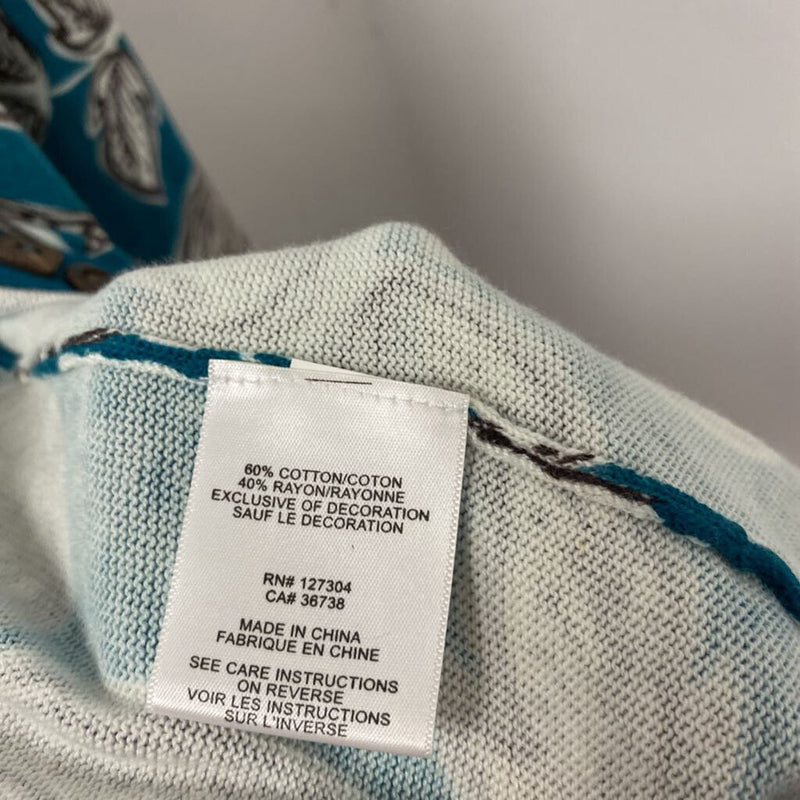 60% COTTON/COTON
40% RAYON/RAYONNE
EXCLUSIVE OF DECORATION
SAUF LE DECORATION
RN# 127304
CA# 36738
MADE IN CHINA
FABRIQUE EN CHINE
SEE CARE INSTRUCTIONS
ON REVERSE
VOIR LES INSTRUCTIONS
SUR L'INVERSE